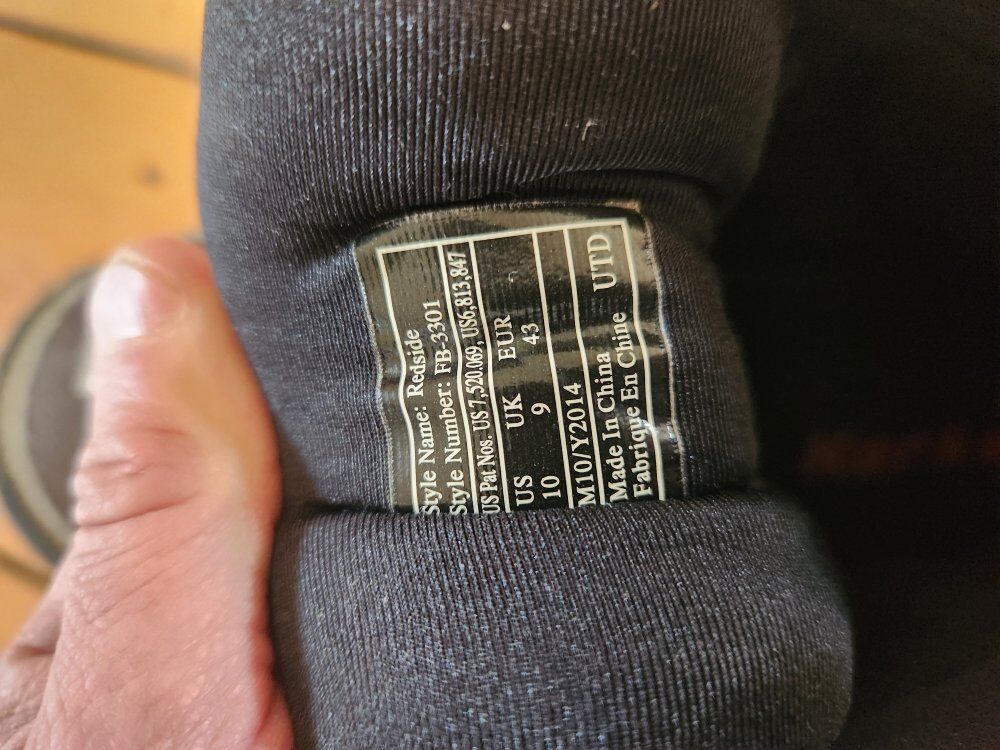 Style Name: Redside
Style Number: FB-3301
US Pat Nos. US 7,520,069, US6,813,847
US UK EUR
10 9 43
M10/Y2014
Made In China
Fabrique En Chine UTD